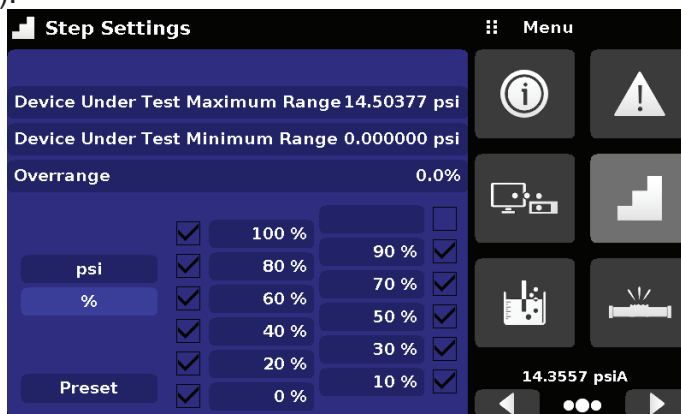 ).
Step Settings
Menu
Device Under Test Maximum Range 14.50377 psi
Device Under Test Minimum Range 0.000000 psi
Overrange 0.0%
100 %
90 %
psi
80 %
70 %
%
60 %
50 %
40 %
30 %
20 %
10 %
Preset
0 %
14.3557 psiA